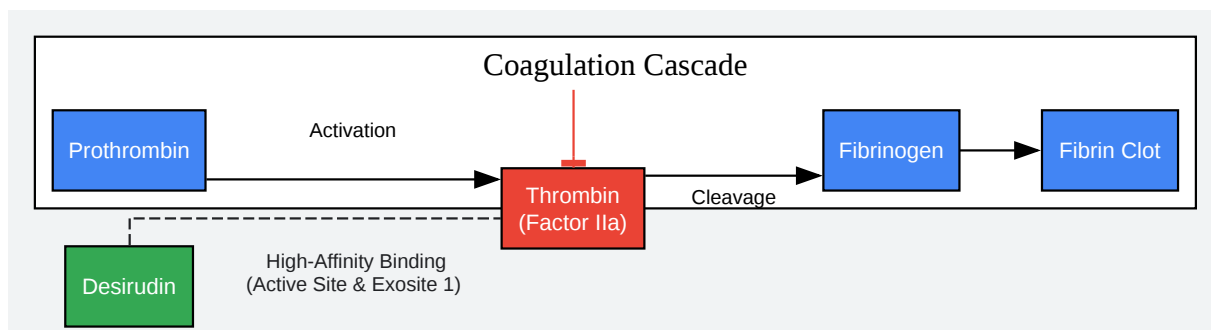 Coagulation Cascade
Prothrombin
Activation
Thrombin
(Factor IIa)
Cleavage
Fibrinogen
Fibrin Clot
Desirudin
High-Affinity Binding
(Active Site & Exosite 1)